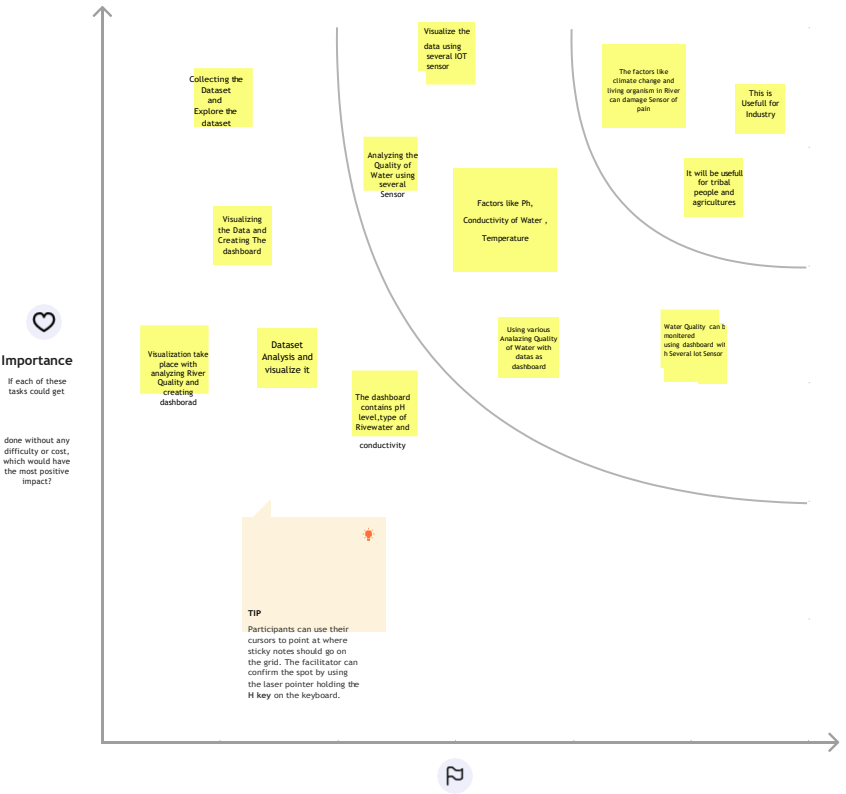 Visualize the
data using
several IOT
sensor
Collecting the
Dataset
and
Explore the
dataset
The factors like
climate change and
living organism in River
can damage Sensor of
pain
This is
Usefull for
Industry
Analyzing the
Quality of
Water using
several
Sensor
It will be usefull
for tribal
people and
agricultures
Factors like Ph,
Conductivity of Water ,
Temperature
Visualizing
the Data and
Creating The
dashboard
Importance
If each of these
tasks could get
done without any
difficulty or cost,
which would have
the most positive
impact?
Visualization take
place with
analyzing River
Quality and
creating
dashborad
Dataset
Analysis and
visualize it
The dashboard
contains pH
level,type of
Rivewater and
conductivity
Using various
Analazing Quality
of Water with
datas as
dashboard
Water Quality can b
monitered
using dashboard wit
h Several Iot Sensor
TIP
Participants can use their
cursors to point at where
sticky notes should go on
the grid. The facilitator can
confirm the spot by using
the laser pointer holding the
H key on the keyboard.